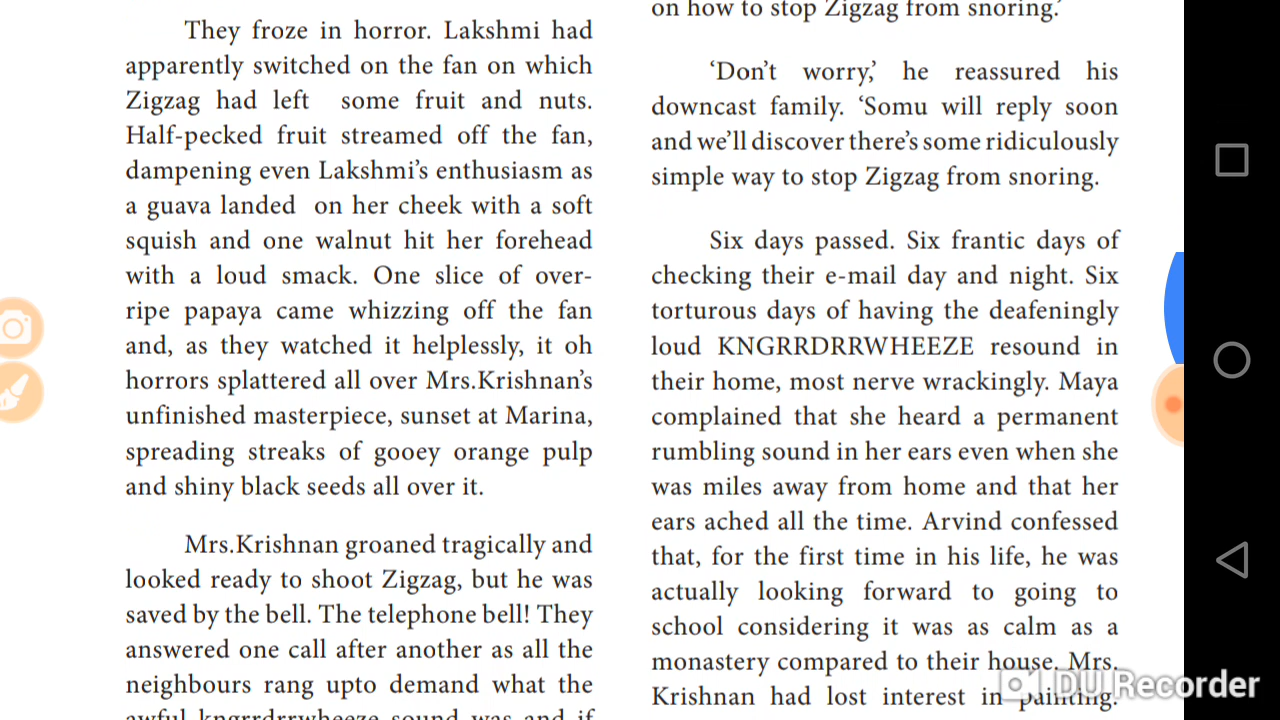 They froze in horror. Lakshmi had
apparently switched on the fan on which
Zigzag had left some fruit and nuts.
Half-pecked fruit streamed off the fan,
dampening even Lakshmi’s enthusiasm as
a guava landed on her cheek with a soft
squish and one walnut hit her forehead
with a loud smack. One slice of over-
ripe papaya came whizzing off the fan
and, as they watched it helplessly, it oh
horrors splattered all over Mrs.Krishnan’s
unfinished masterpiece, sunset at Marina,
spreading streaks of gooey orange pulp
and shiny black seeds all over it.
Mrs.Krishnan groaned tragically and
looked ready to shoot Zigzag, but he was
saved by the bell. The telephone bell! They
answered one call after another as all the
neighbours rang upto demand what the
awful kngrrdrrwheeze sound was and if
on how to stop Zigzag from snoring.’
‘Don’t worry,’ he reassured his
downcast family. ‘Somu will reply soon
and we’ll discover there’s some ridiculously
simple way to stop Zigzag from snoring.
Six days passed. Six frantic days of
checking their e-mail day and night. Six
torturous days of having the deafeningly
loud KNGRRDRRWHEEZE resound in
their home, most nerve wrackingly. Maya
complained that she heard a permanent
rumbling sound in her ears even when she
was miles away from home and that her
ears ached all the time. Arvind confessed
that, for the first time in his life, he was
actually looking forward to going to
school considering it was as calm as a
monastery compared to their house. Mrs.
Krishnan had lost interest in painting.
DU Recorder